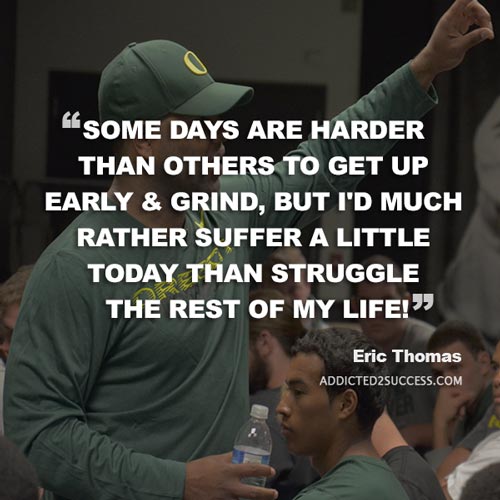 "SOME DAYS ARE HARDER
THAN OTHERS TO GET UP
EARLY & GRIND, BUT I'D MUCH
RATHER SUFFER A LITTLE
TODAY THAN STRUGGLE
THE REST OF MY LIFE!"
Eric Thomas
ADDICTED2SUCCESS.COM
O